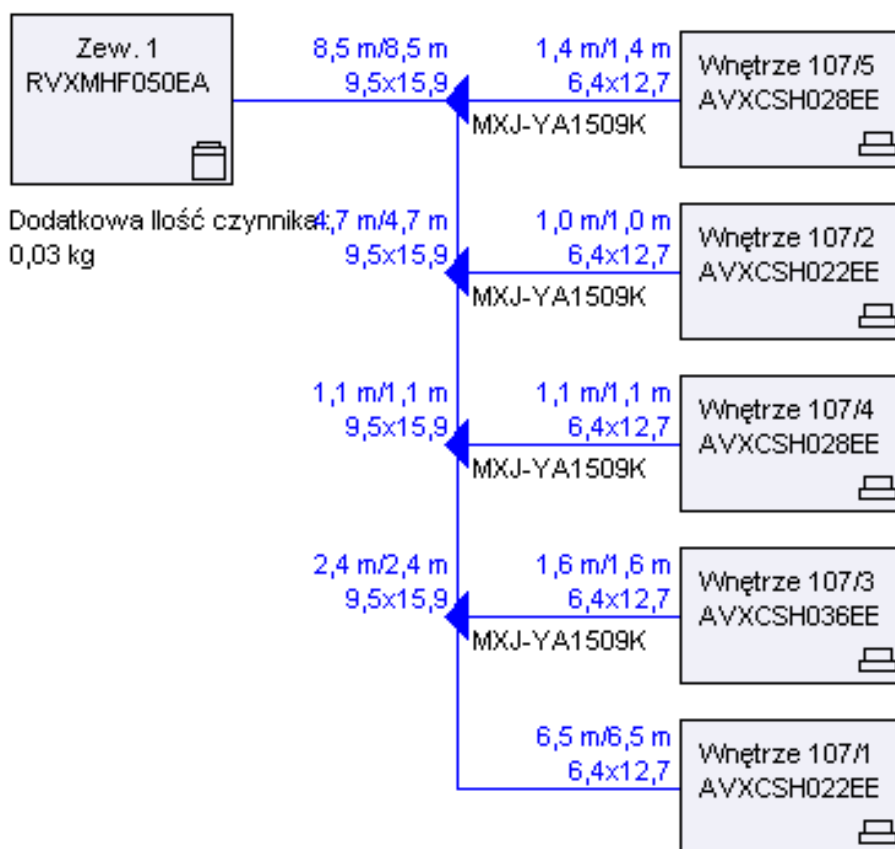 Zew. 1
RVXMHF050EA
8,5 m/8,5 m
9,5x15,9
1,4 m/1,4 m
6,4x12,7
MXJ-YA1509K
Wnętrze 107/5
AVXCSH028EE
Dodatkowa Ilość czynnika:
0,03 kg
4,7 m/4,7 m
9,5x15,9
1,0 m/1,0 m
6,4x12,7
MXJ-YA1509K
Wnętrze 107/2
AVXCSH022EE
1,1 m/1,1 m
9,5x15,9
1,1 m/1,1 m
6,4x12,7
MXJ-YA1509K
Wnętrze 107/4
AVXCSH028EE
2,4 m/2,4 m
9,5x15,9
1,6 m/1,6 m
6,4x12,7
MXJ-YA1509K
Wnętrze 107/3
AVXCSH036EE
6,5 m/6,5 m
6,4x12,7
Wnętrze 107/1
AVXCSH022EE